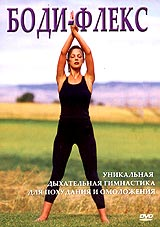 БОДИ-ФЛЕКС
УНИКАЛЬНАЯ
ДЫХАТЕЛЬНАЯ ГИМНАСТИКА
ДЛЯ ПОХУДАНИЯ И ОМОЛОЖЕНИЯ
DVD